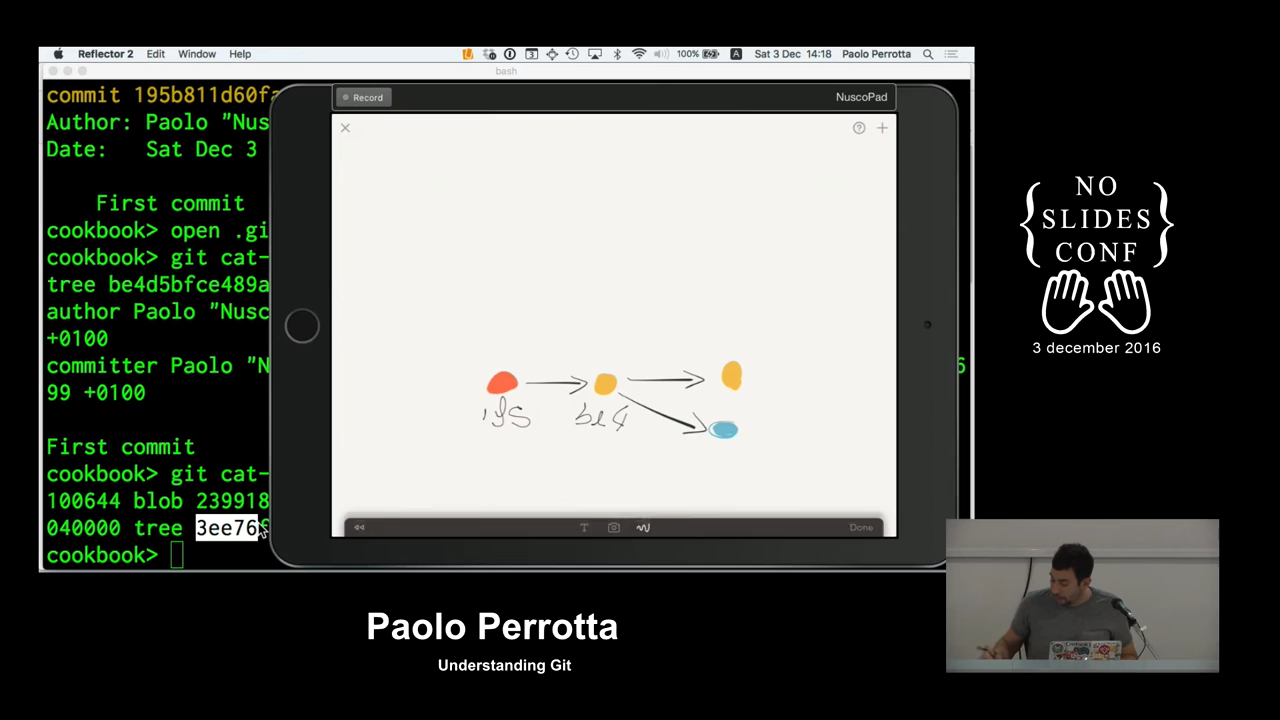 Reflector 2 Edit Window Help 100% A Sat 3 Dec 14:18 Paolo Perrotta
bash
commit 195b811d60fa
Author: Paolo "Nus
Date: Sat Dec 3
First commit
cookbook> open .gi
cookbook> git cat-
tree be4d5bfce489a
author Paolo "Nusc
+0100
committer Paolo "N
6
99 +0100
First commit
cookbook> git cat-
100644 blob 239918
040000 tree 3ee76
cookbook>
Record
NuscoPad
be4
T
Done
NO
SLIDES
CONF
3 december 2016
Paolo Perrotta
Understanding Git